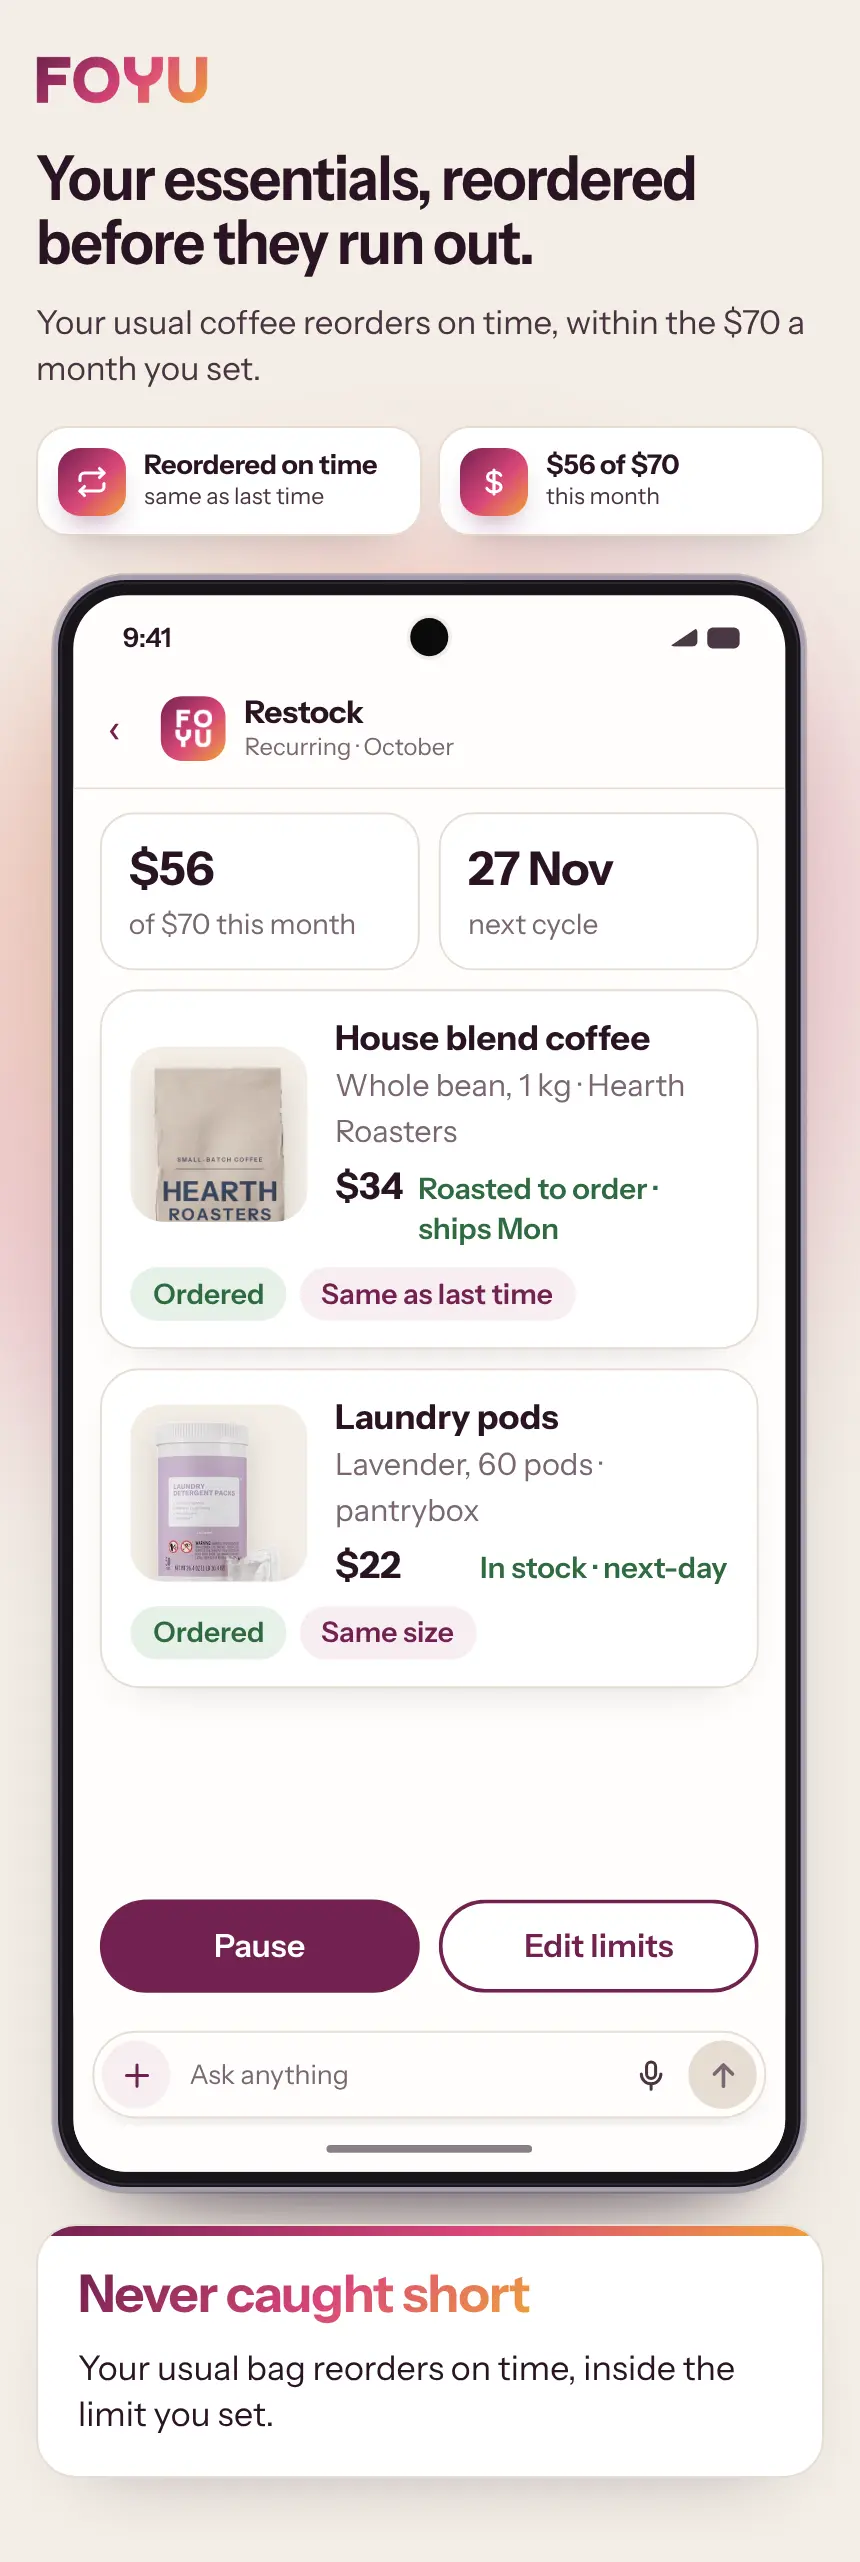 FOYU
Your essentials, reordered
before they run out.
Your usual coffee reorders on time, within the $70 a
month you set.
Reordered on time
same as last time
$56 of $70
this month
9:41
FO
YU
Restock
Recurring · October
$56
of $70 this month
27 Nov
next cycle
House blend coffee
Whole bean, 1 kg · Hearth
Roasters
$34 Roasted to order ·
ships Mon
SMALL-BATCH COFFEE
HEARTH
ROASTERS
Ordered
Same as last time
Laundry pods
Lavender, 60 pods ·
pantrybox
$22
In stock · next-day
LAUNDRY
DETERGENT PACKS
Ordered
Same size
Pause
Edit limits
Ask anything
Never caught short
Your usual bag reorders on time, inside the
limit you set.